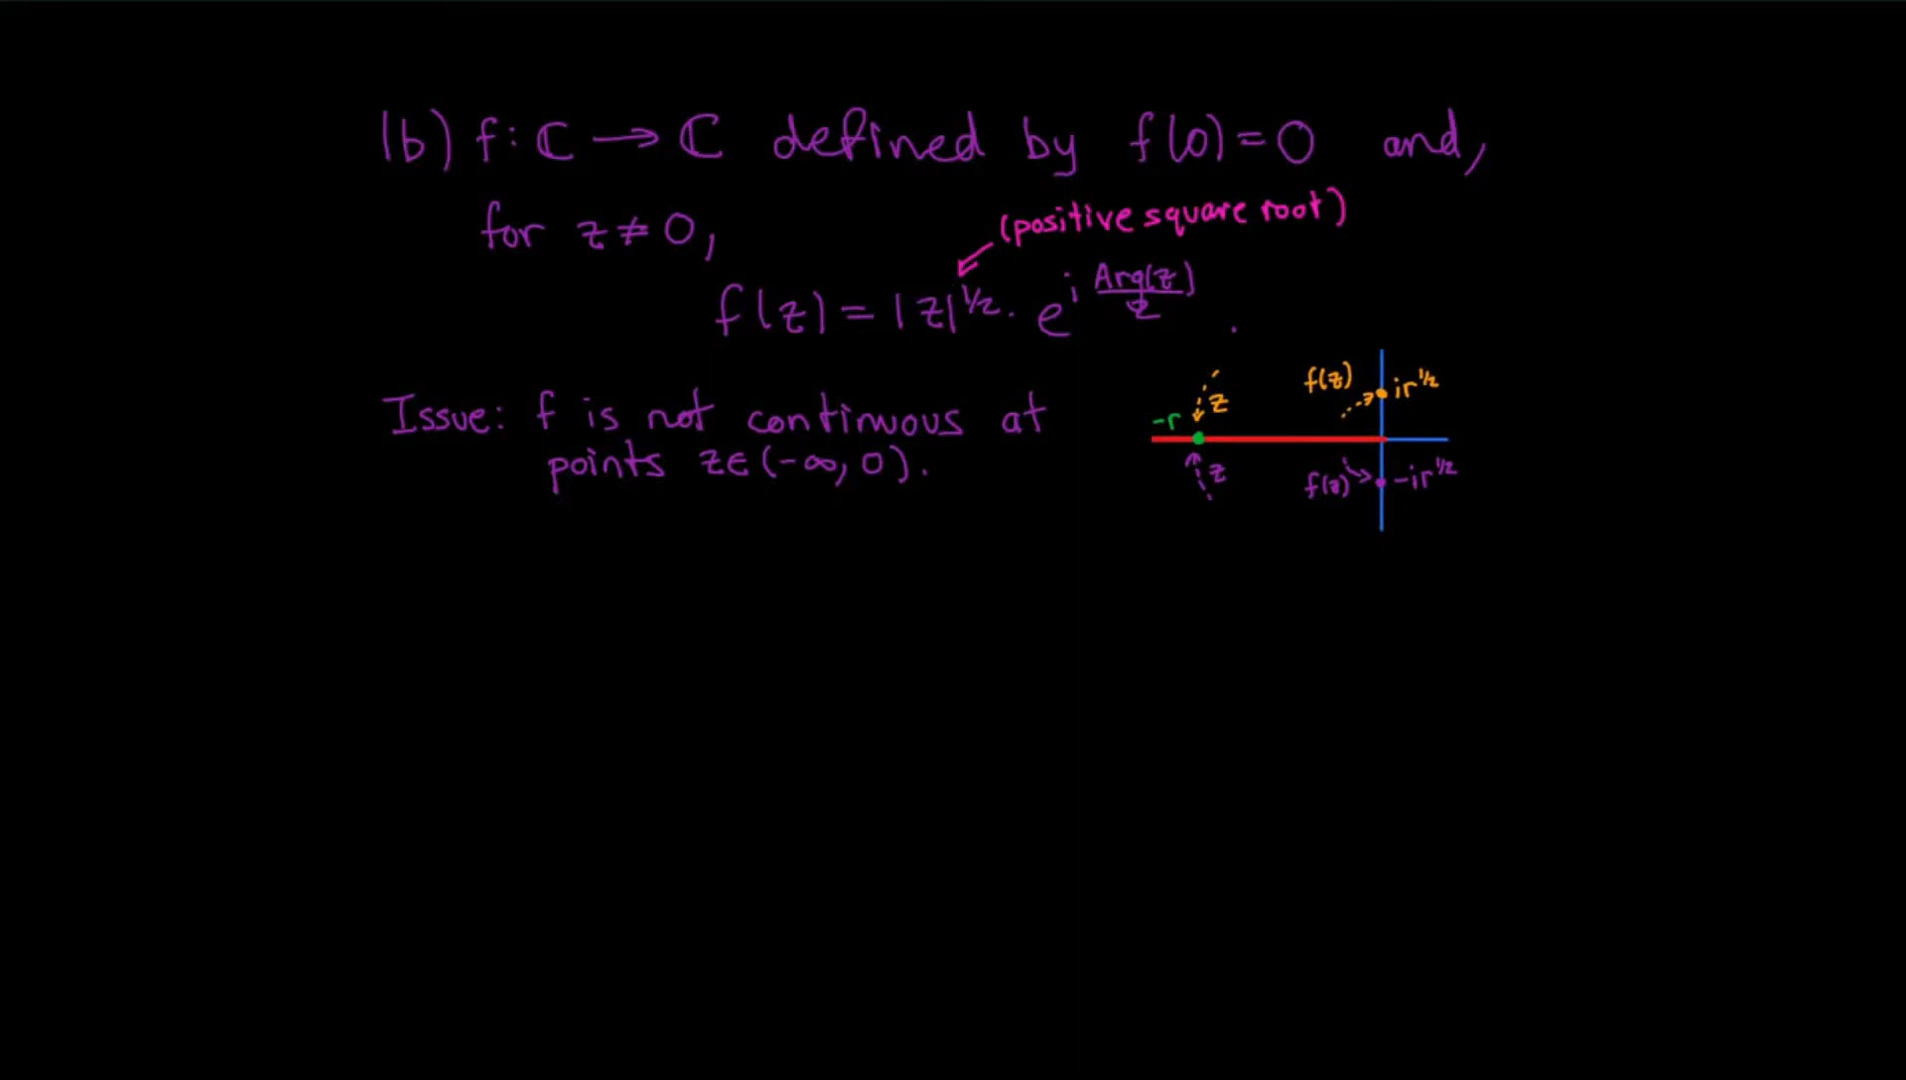 (b) f: ℂ → ℂ defined by f(0) = 0 and,
for z ≠ 0,
(positive square root)
f(z) = |z|^{1/2} · e^{i Arg(z)/2}.
Issue: f is not continuous at
points z ∈ (-∞, 0).
f(z) ir^{1/2}
z
-r
z
f(z) -ir^{1/2}